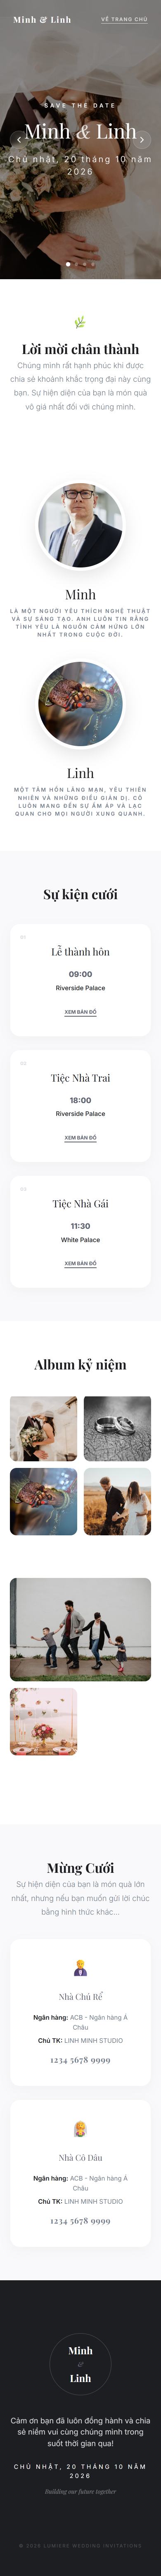 Minh & Linh
VỀ TRANG CHỦ
SAVE THE DATE
Minh & Linh
Chủ nhật, 20 tháng 10 năm
2026
Lời mời chân thành
Chúng mình rất hạnh phúc khi được
chia sẻ khoảnh khắc trọng đại này cùng
bạn. Sự hiện diện của bạn là món quà
vô giá nhất đối với chúng mình.
Minh
LÀ MỘT NGƯỜI YÊU THÍCH NGHỆ THUẬT
VÀ SỰ SÁNG TẠO. ANH LUÔN TIN RẰNG
TÌNH YÊU LÀ NGUỒN CẢM HỨNG LỚN
NHẤT TRONG CUỘC ĐỜI.
Linh
MỘT TÂM HỒN LÃNG MẠN, YÊU THIÊN
NHIÊN VÀ NHỮNG ĐIỀU GIẢN DỊ. CÔ
LUÔN MANG ĐẾN SỰ ẤM ÁP VÀ LẠC
QUAN CHO MỌI NGƯỜI XUNG QUANH.
Sự kiện cưới
01
Lễ thành hôn
09:00
Riverside Palace
XEM BẢN ĐỒ
02
Tiệc Nhà Trai
18:00
Riverside Palace
XEM BẢN ĐỒ
03
Tiệc Nhà Gái
11:30
White Palace
XEM BẢN ĐỒ
Album kỷ niệm
Mừng Cưới
Sự hiện diện của bạn là món quà lớn
nhất, nhưng nếu bạn muốn gửi lời chúc
bằng hình thức khác...
Nhà Chú Rể
Ngân hàng: ACB - Ngân hàng Á
Châu
Chủ TK: LINH MINH STUDIO
1234 5678 9999
Nhà Cô Dâu
Ngân hàng: ACB - Ngân hàng Á
Châu
Chủ TK: LINH MINH STUDIO
1234 5678 9999
Minh
&
Linh
Cảm ơn bạn đã luôn đồng hành và chia
sẻ niềm vui cùng chúng mình trong
suốt thời gian qua!
CHỦ NHẬT, 20 THÁNG 10 NĂM
2026
Building our future together
© 2026 LUMIERE WEDDING INVITATIONS